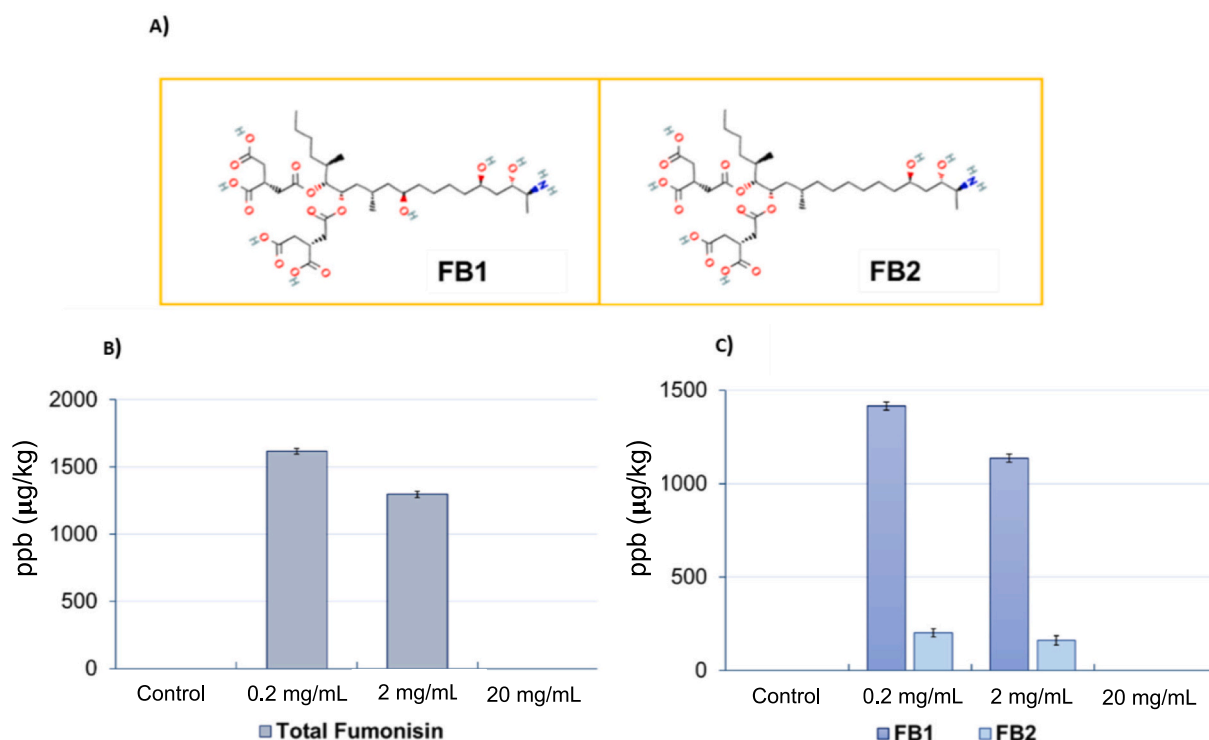 A)
FB1
FB2
B)
ppb (µg/kg)
2000
1500
1000
500
0
Control
0.2 mg/mL
2 mg/mL
20 mg/mL
Total Fumonisin
C)
ppb (µg/kg)
1500
1000
500
0
Control
0.2 mg/mL
2 mg/mL
20 mg/mL
FB1
FB2